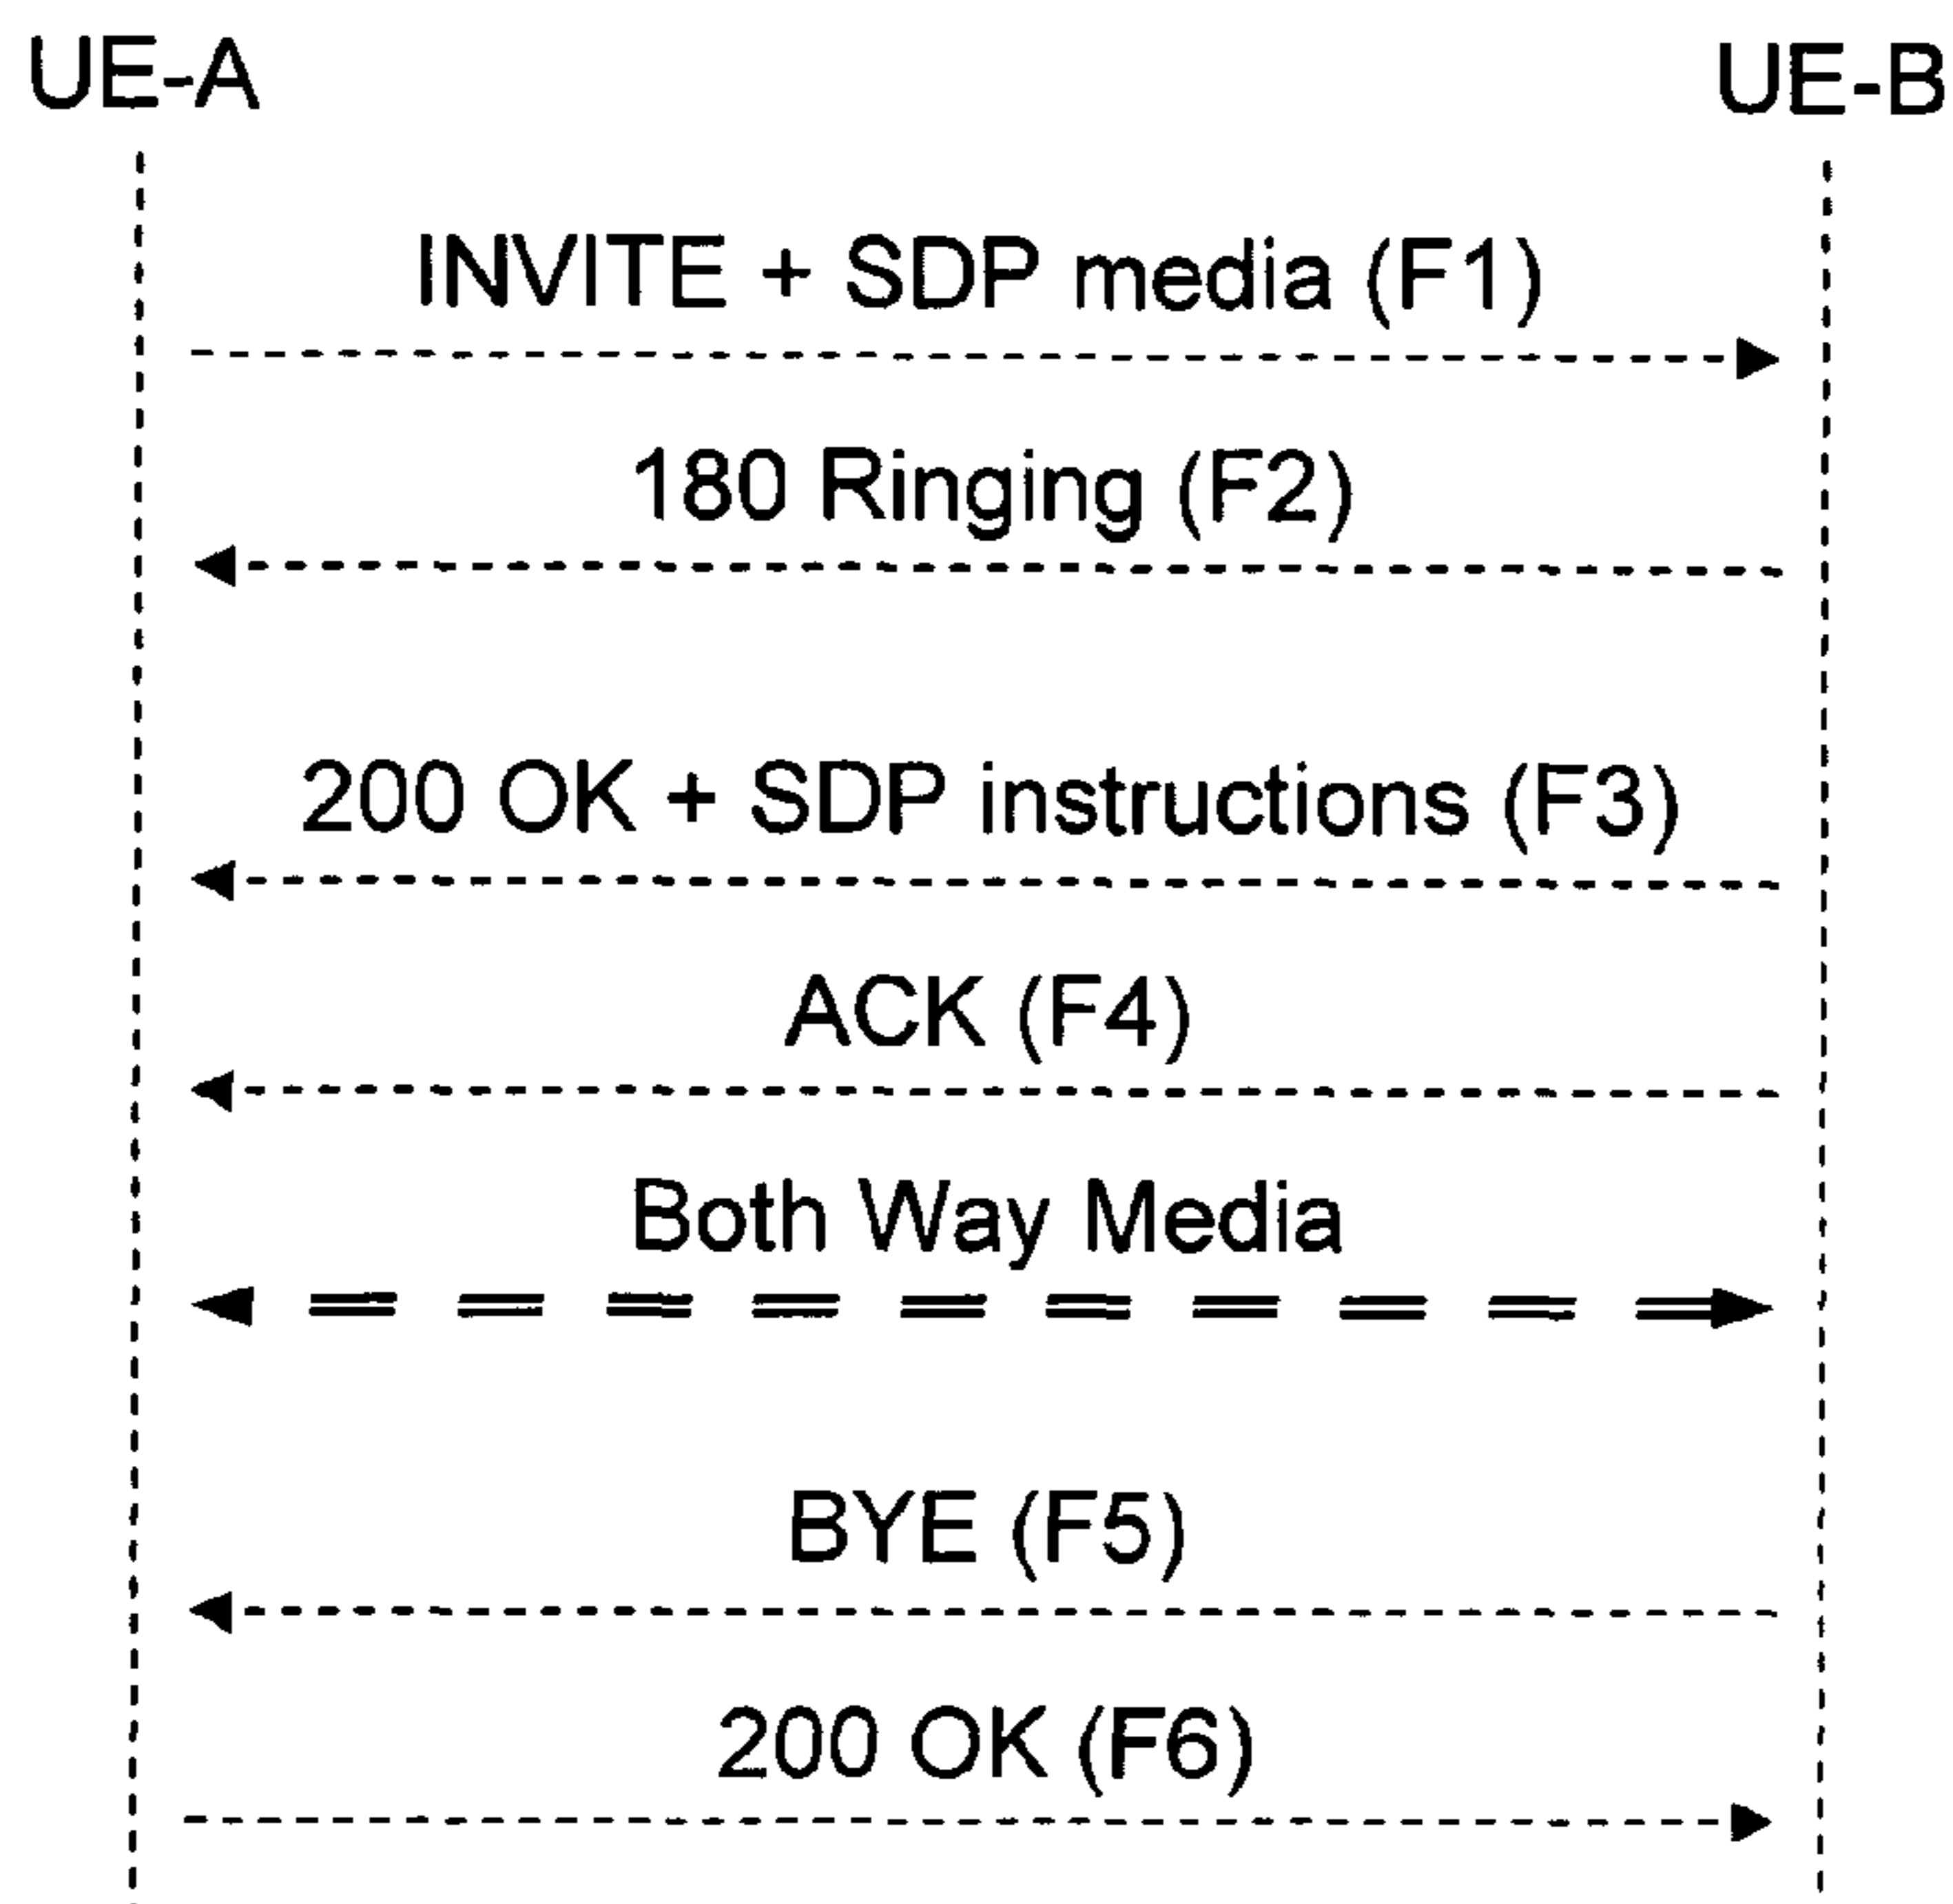 UE-A UE-B
INVITE + SDP media (F1)
180 Ringing (F2)
200 OK + SDP instructions (F3)
ACK (F4)
Both Way Media
BYE (F5)
200 OK (F6)